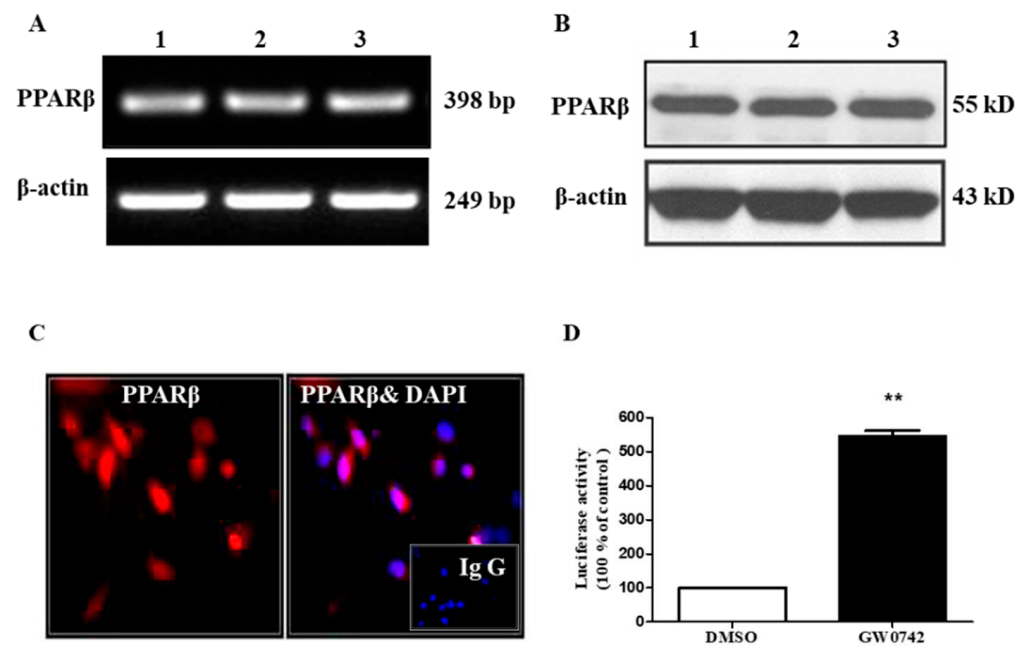 A
1 2 3
PPARβ
398 bp
β-actin
249 bp
B
1 2 3
PPARβ
55 kD
β-actin
43 kD
C
PPARβ
PPARβ& DAPI
Ig G
D
**
Luciferase activity
(100 % of control )
600
500
400
300
200
100
0
DMSO
GW0742